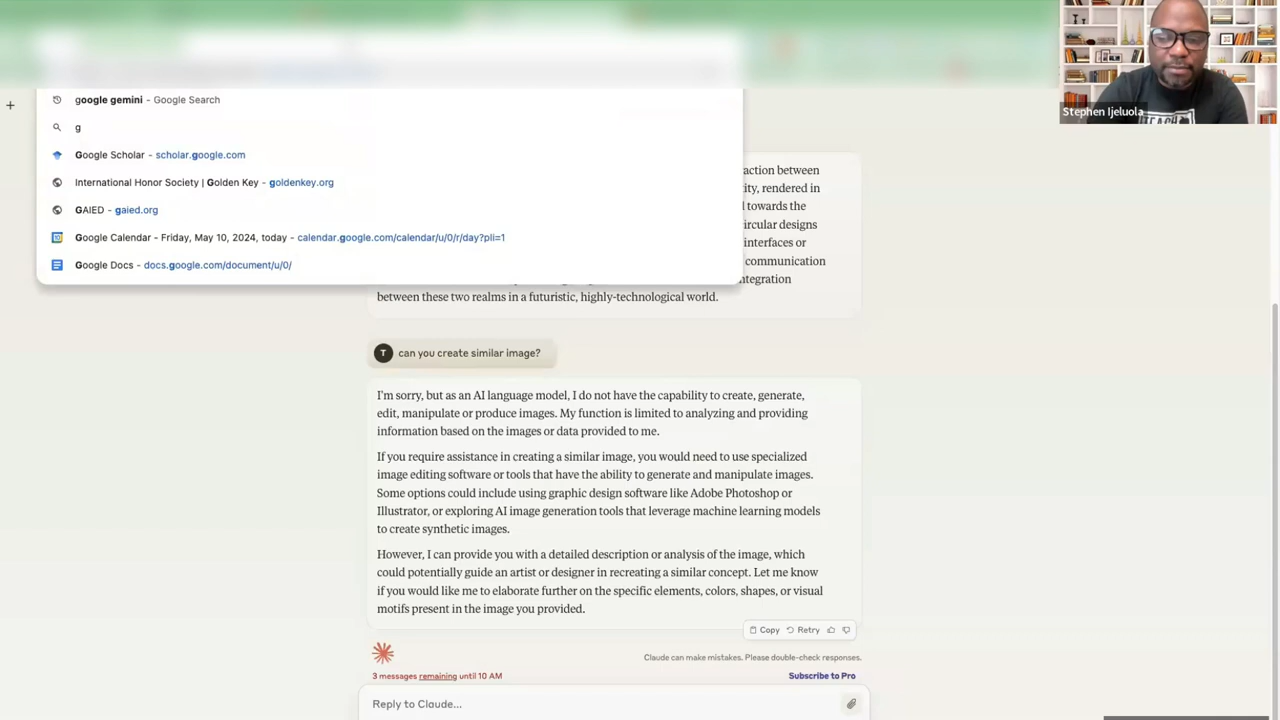 google gemini - Google Search
g
Google Scholar - scholar.google.com
International Honor Society | Golden Key - goldenkey.org
GAIED - gaied.org
Google Calendar - Friday, May 10, 2024, today - calendar.google.com/calendar/u/0/r/day?pli=1
Google Docs - docs.google.com/document/u/0/
Stephen Ijeluola
action between
ity, rendered in
towards the
ircular designs
interfaces or
communication
ntegration
between these two realms in a futuristic, highly-technological world.
T can you create similar image?
I'm sorry, but as an AI language model, I do not have the capability to create, generate,
edit, manipulate or produce images. My function is limited to analyzing and providing
information based on the images or data provided to me.
If you require assistance in creating a similar image, you would need to use specialized
image editing software or tools that have the ability to generate and manipulate images.
Some options could include using graphic design software like Adobe Photoshop or
Illustrator, or exploring AI image generation tools that leverage machine learning models
to create synthetic images.
However, I can provide you with a detailed description or analysis of the image, which
could potentially guide an artist or designer in recreating a similar concept. Let me know
if you would like me to elaborate further on the specific elements, colors, shapes, or visual
motifs present in the image you provided.
Copy Retry
Claude can make mistakes. Please double-check responses.
3 messages remaining until 10 AM
Subscribe to Pro
Reply to Claude...